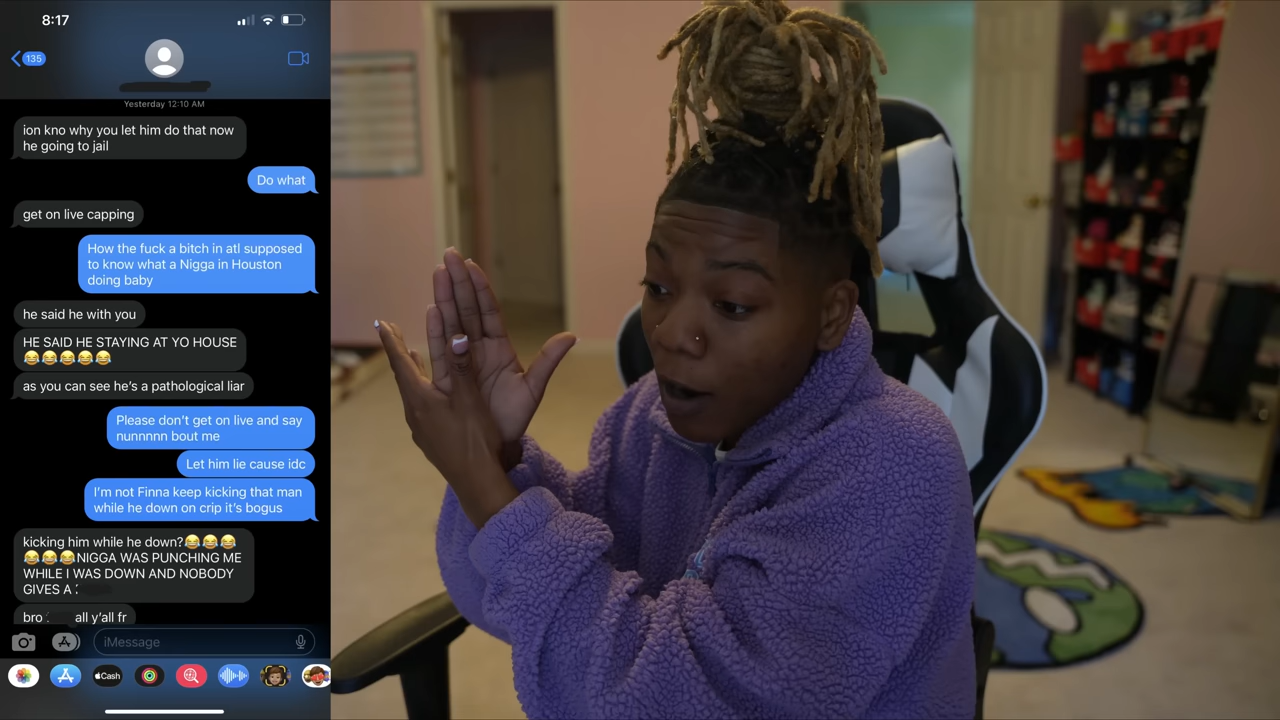 8:17
135
Yesterday 12:10 AM
ion kno why you let him do that now
he going to jail
Do what
get on live capping
How the fuck a bitch in atl supposed
to know what a Nigga in Houston
doing baby
he said he with you
HE SAID HE STAYING AT YO HOUSE
😂😂😂😂😂
as you can see he's a pathological liar
Please don't get on live and say
nunnnnn bout me
Let him lie cause idc
I'm not Finna keep kicking that man
while he down on crip it's bogus
kicking him while he down?😂😂😂
😂😂😂NIGGA WAS PUNCHING ME
WHILE I WAS DOWN AND NOBODY
GIVES A
bro all y'all fr
iMessage
Cash